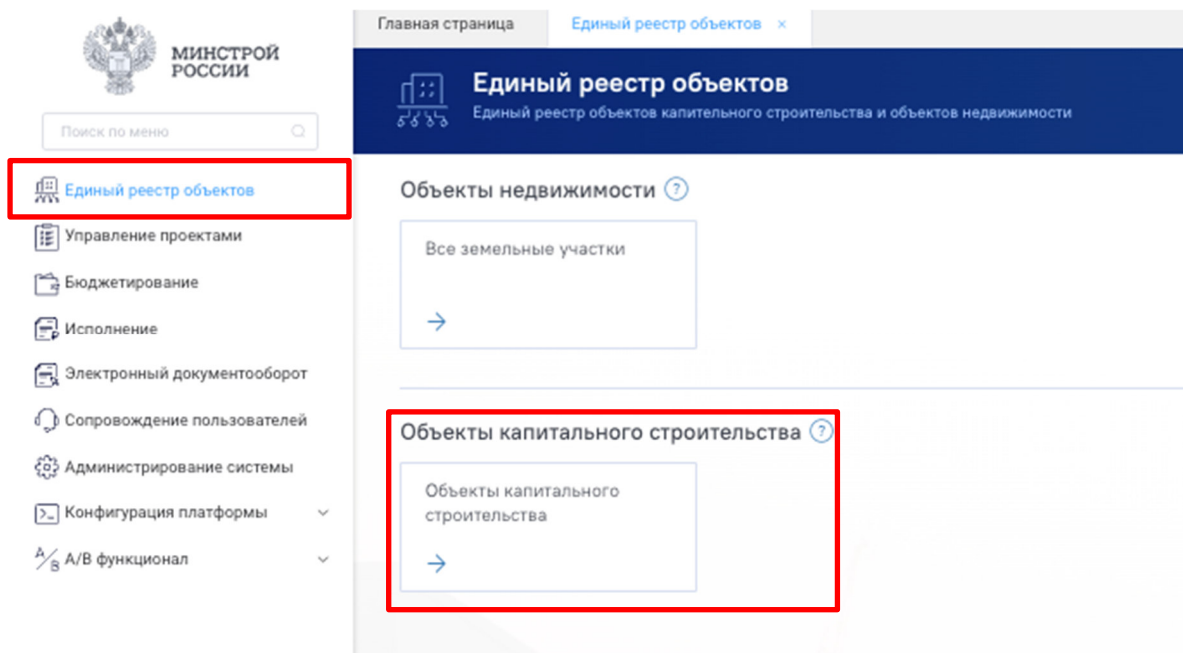 МИНСТРОЙ
РОССИИ
Поиск по меню
Единый реестр объектов
Управление проектами
Бюджетирование
Исполнение
Электронный документооборот
Сопровождение пользователей
Администрирование системы
Конфигурация платформы
A/B A/B функционал
Главная страница
Единый реестр объектов ×
Единый реестр объектов
Единый реестр объектов капительного строительства и объектов недвижимости
Объекты недвижимости ?
Все земельные участки
Объекты капитального строительства ?
Объекты капитального
строительства